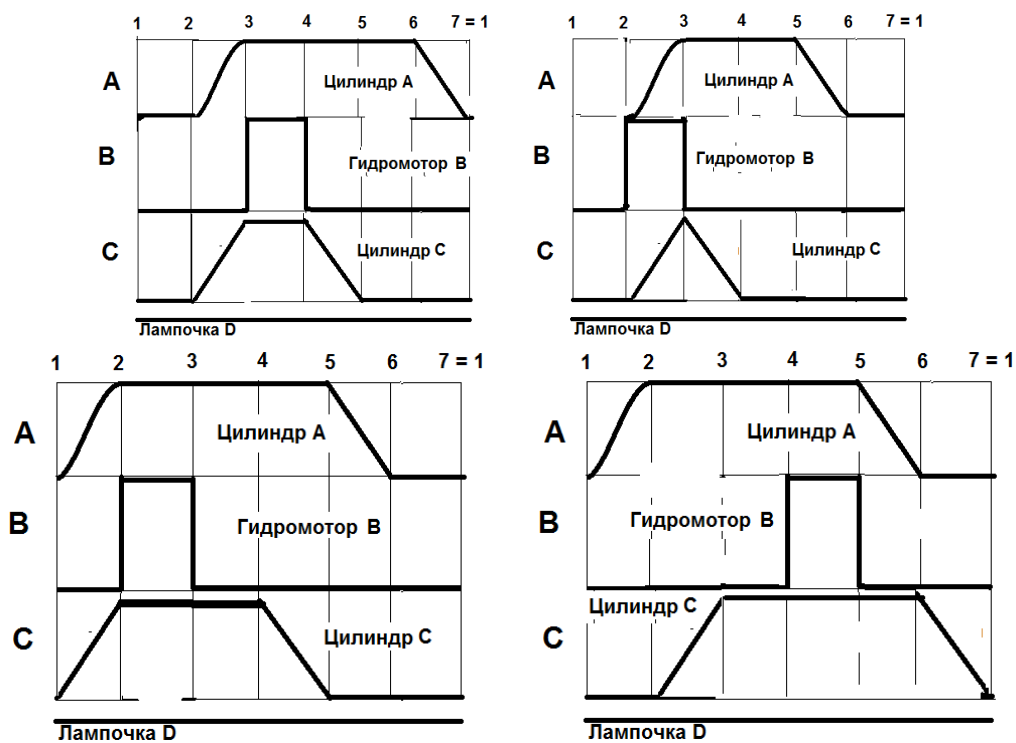 1 2 3 4 5 6 7 = 1
A Цилиндр А
B Гидромотор В
C Цилиндр С
Лампочка D
1 2 3 4 5 6 7 = 1
A Цилиндр А
B Гидромотор В
C Цилиндр С
Лампочка D
1 2 3 4 5 6 7 = 1
A Цилиндр А
B Гидромотор В
C Цилиндр С
Лампочка D
1 2 3 4 5 6 7 = 1
A Цилиндр А
B Гидромотор В
Цилиндр С
C
Лампочка D